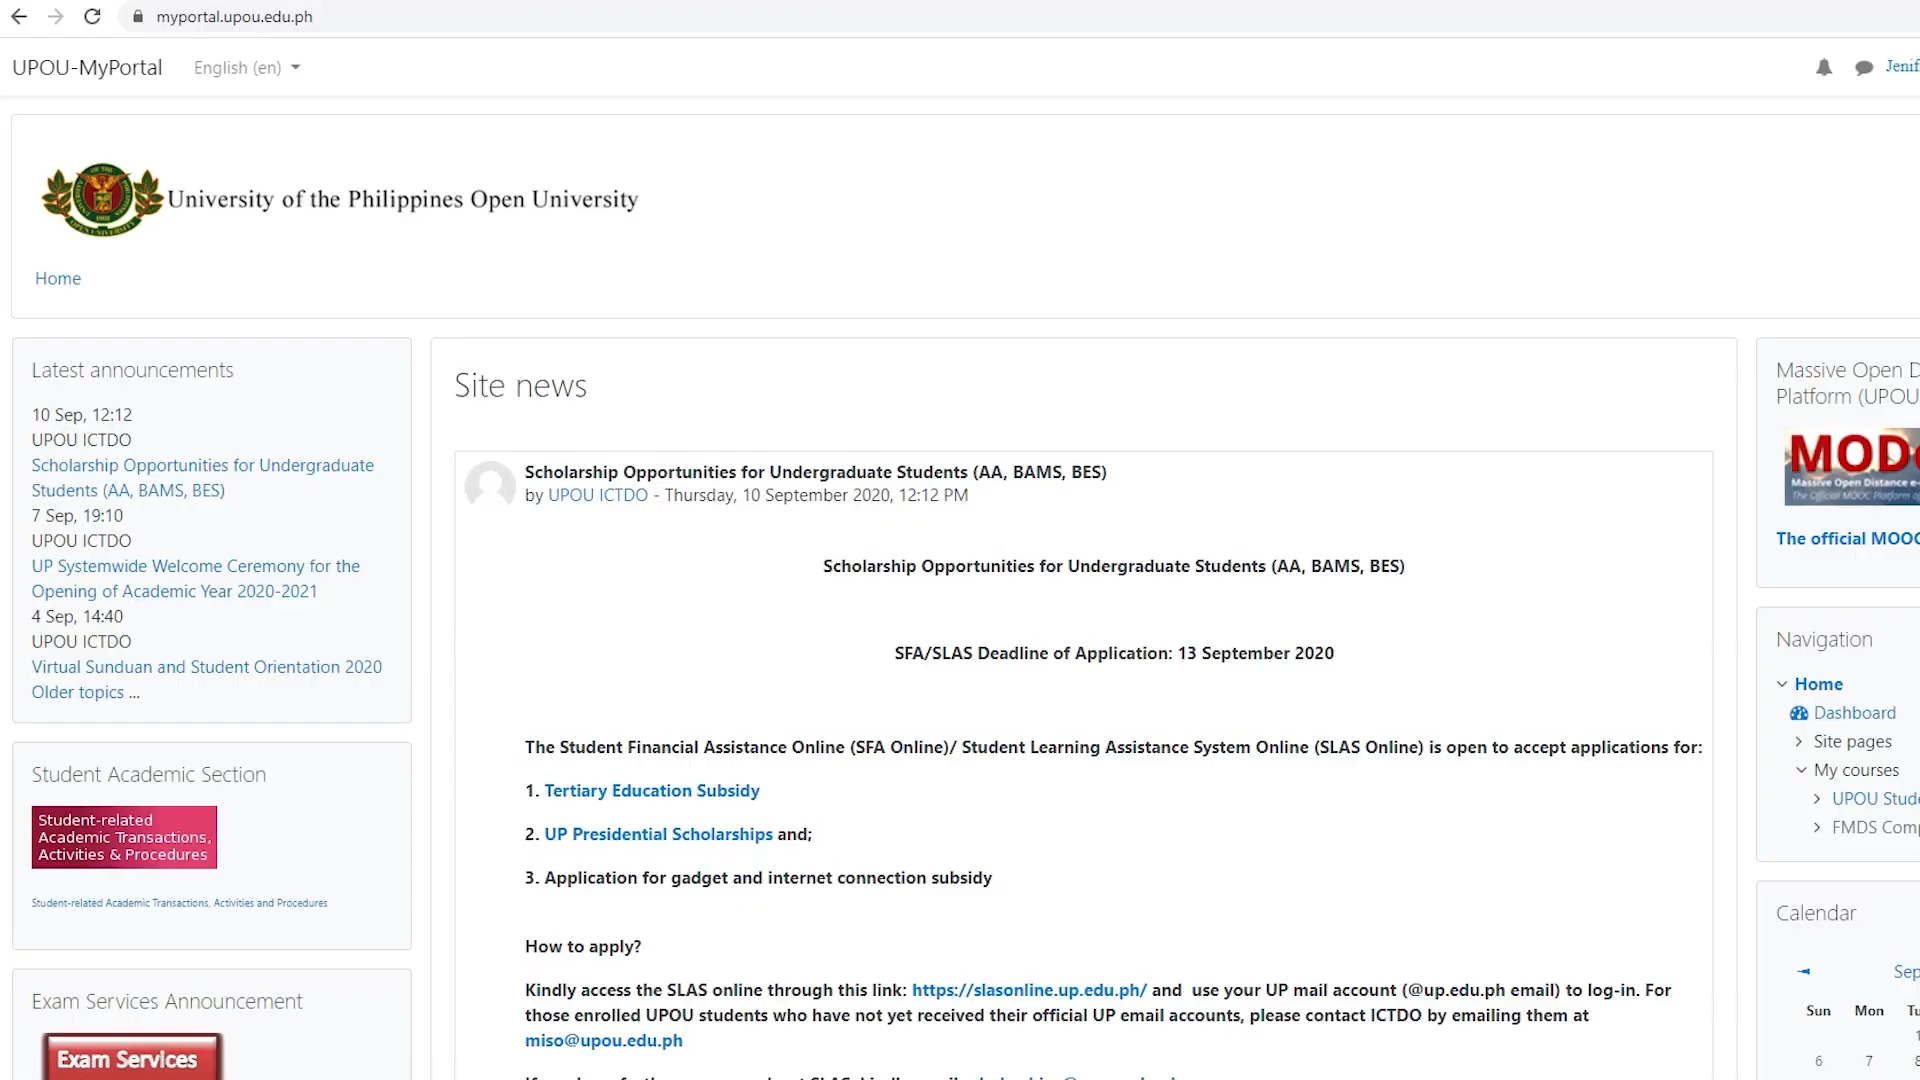 myportal.upou.edu.ph
UPOU-MyPortal
English (en)
University of the Philippines Open University
Home
Latest announcements
10 Sep, 12:12
UPOU ICTDO
Scholarship Opportunities for Undergraduate
Students (AA, BAMS, BES)
7 Sep, 19:10
UPOU ICTDO
UP Systemwide Welcome Ceremony for the
Opening of Academic Year 2020-2021
4 Sep, 14:40
UPOU ICTDO
Virtual Sunduan and Student Orientation 2020
Older topics ...
Student Academic Section
Student-related
Academic Transactions,
Activities & Procedures
Student-related Academic Transactions, Activities and Procedures
Exam Services Announcement
Exam Services
Site news
Scholarship Opportunities for Undergraduate Students (AA, BAMS, BES)
by UPOU ICTDO - Thursday, 10 September 2020, 12:12 PM
Scholarship Opportunities for Undergraduate Students (AA, BAMS, BES)
SFA/SLAS Deadline of Application: 13 September 2020
The Student Financial Assistance Online (SFA Online)/ Student Learning Assistance System Online (SLAS Online) is open to accept applications for:
1. Tertiary Education Subsidy
2. UP Presidential Scholarships and;
3. Application for gadget and internet connection subsidy
How to apply?
Kindly access the SLAS online through this link: https://slasonline.up.edu.ph/ and use your UP mail account (@up.edu.ph email) to log-in. For
those enrolled UPOU students who have not yet received their official UP email accounts, please contact ICTDO by emailing them at
miso@upou.edu.ph
Massive Open D
Platform (UPOU
Massive Open Distance e-
The Official MOOC Platform o
The official MOOC
Navigation
Home
Dashboard
Site pages
My courses
UPOU Stud
FMDS Comp
Calendar
Sep
Sun Mon Tu
6 7